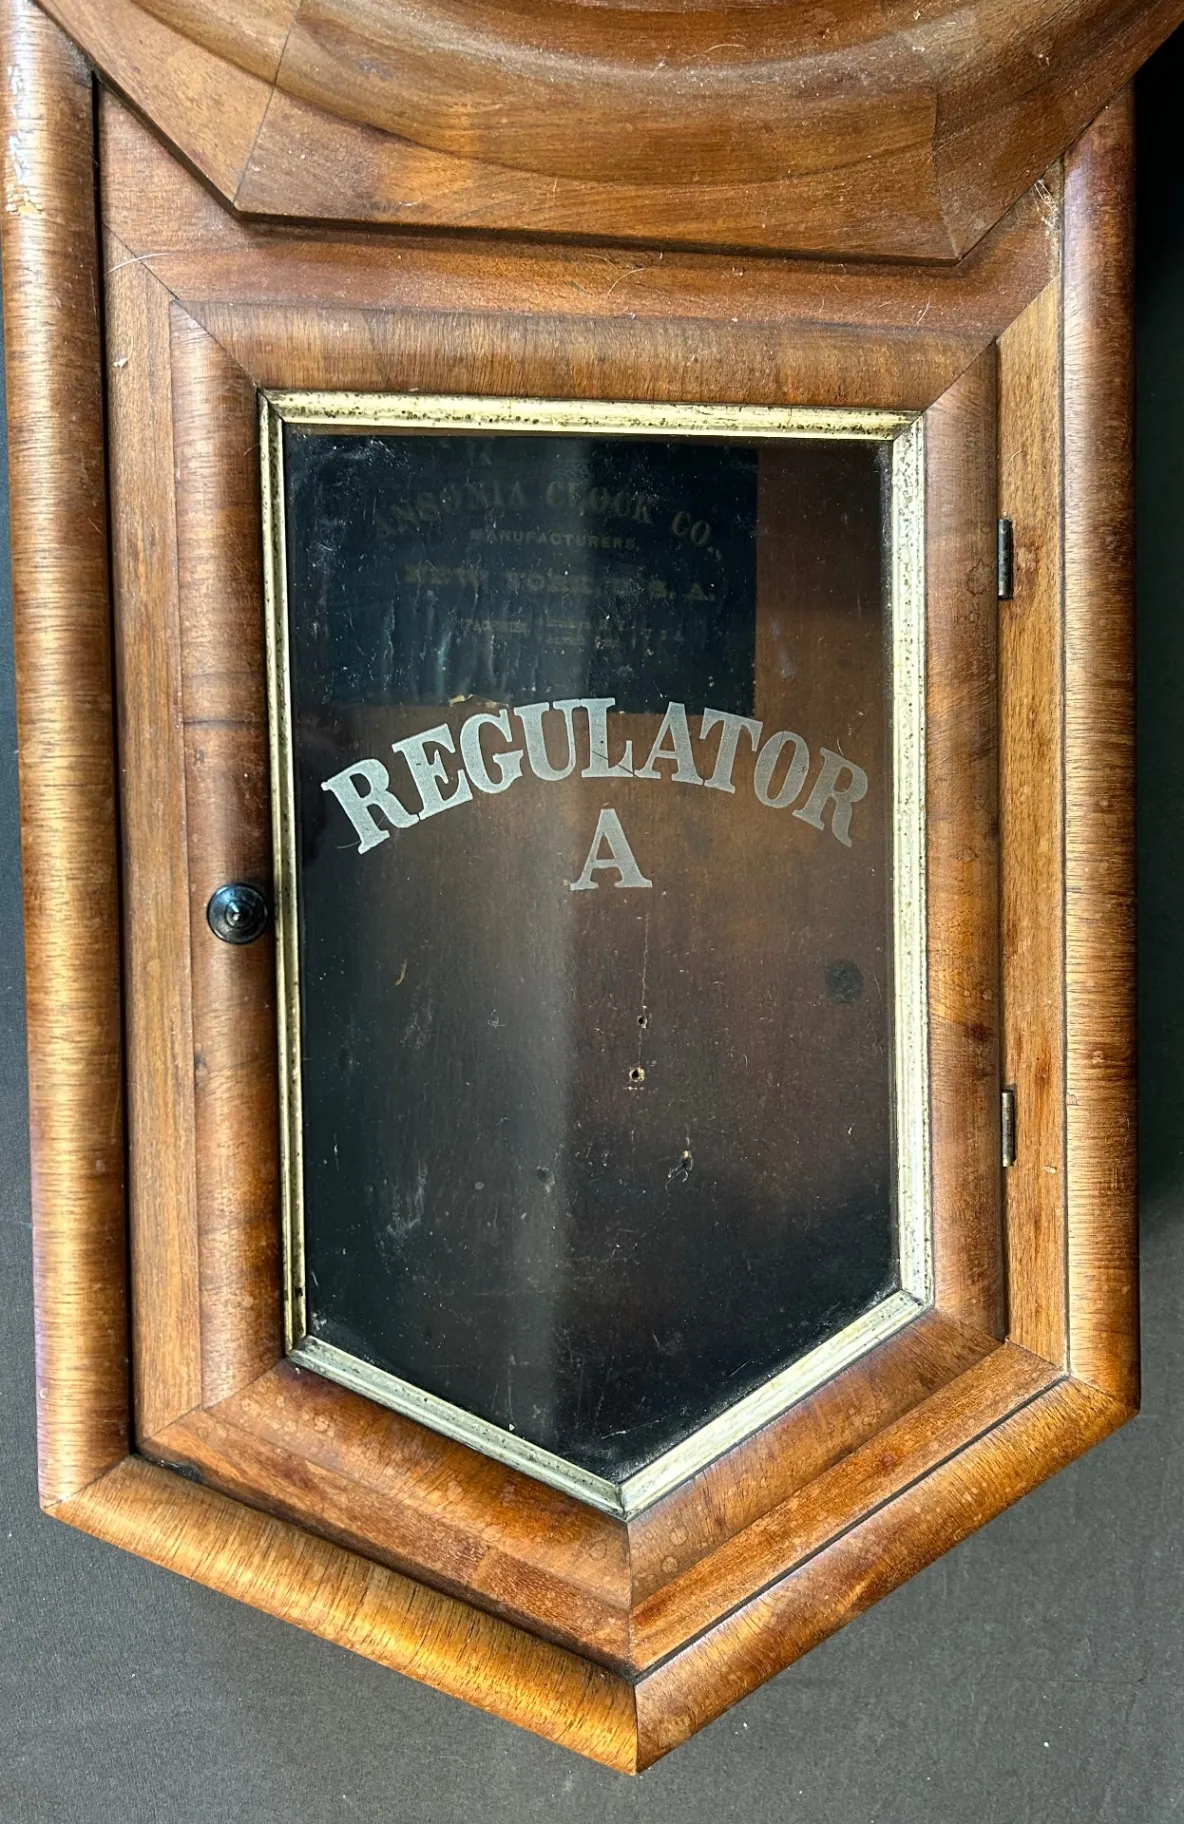 ANSONIA CLOCK CO.,
MANUFACTURERS,
NEW YORK, U. S. A.
REGULATOR
A